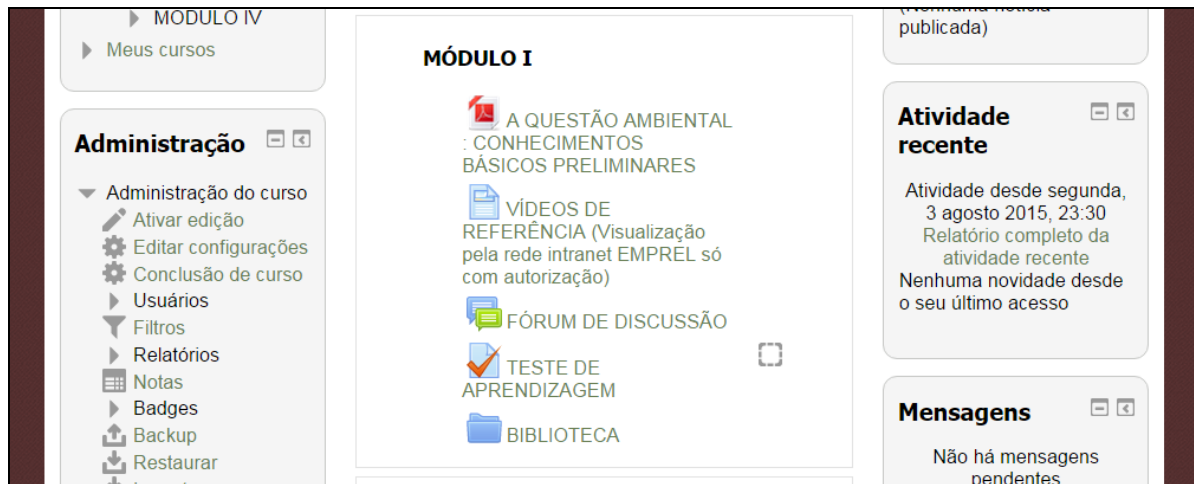 MÓDULO IV
Meus cursos
Administração
Administração do curso
Ativar edição
Editar configurações
Conclusão de curso
Usuários
Filtros
Relatórios
Notas
Badges
Backup
Restaurar
MÓDULO I
A QUESTÃO AMBIENTAL
: CONHECIMENTOS
BÁSICOS PRELIMINARES
VÍDEOS DE
REFERÊNCIA (Visualização
pela rede intranet EMPREL só
com autorização)
FÓRUM DE DISCUSSÃO
TESTE DE
APRENDIZAGEM
BIBLIOTECA
(Nenhuma notícia
publicada)
Atividade
recente
Atividade desde segunda,
3 agosto 2015, 23:30
Relatório completo da
atividade recente
Nenhuma novidade desde
o seu último acesso
Mensagens
Não há mensagens
pendentes